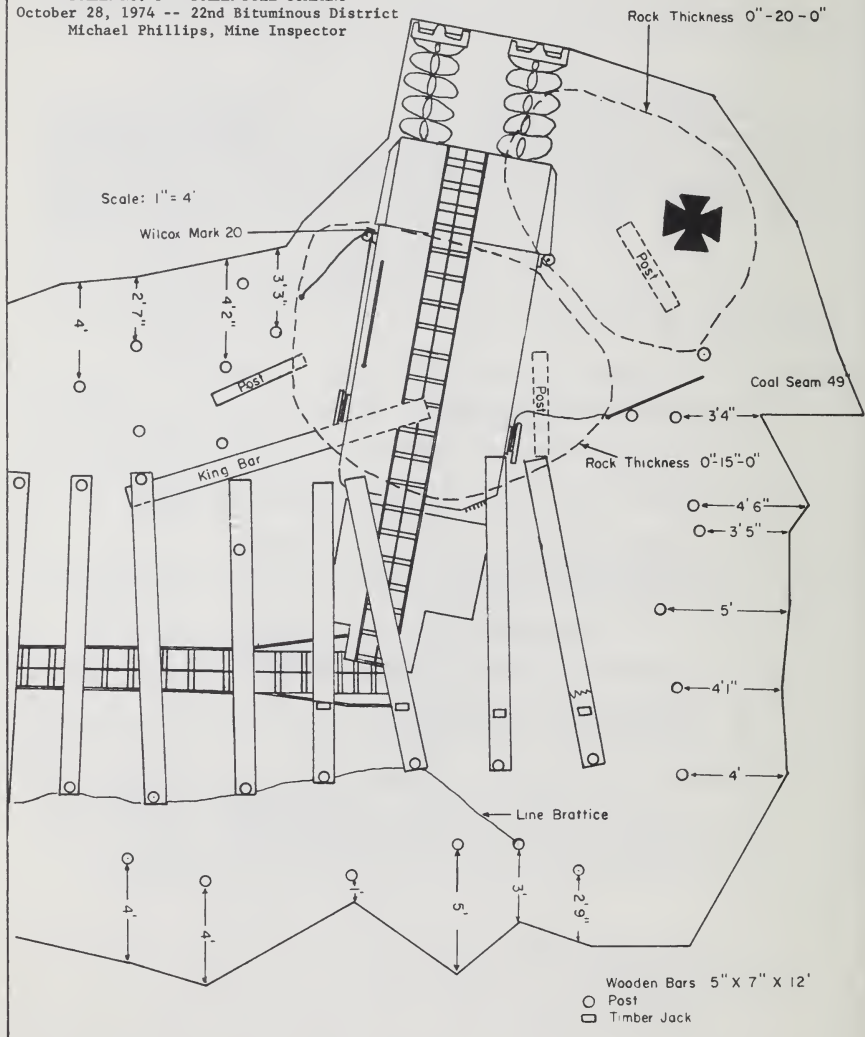 October 28, 1974 -- 22nd Bituminous District
Michael Phillips, Mine Inspector
Rock Thickness 0"-20-0"
Scale: 1" = 4'
Wilcox Mark 20
Post
3'3"
4'2"
2'7"
4'
Post
Post
Coal Seam 49
3'4"
King Bar
Rock Thickness 0"-15"-0"
4'6"
3'5"
5'
4'1"
4'
Line Brattice
4'
4'
1'
5'
3'
2'9"
Wooden Bars 5" X 7" X 12'
Post
Timber Jack